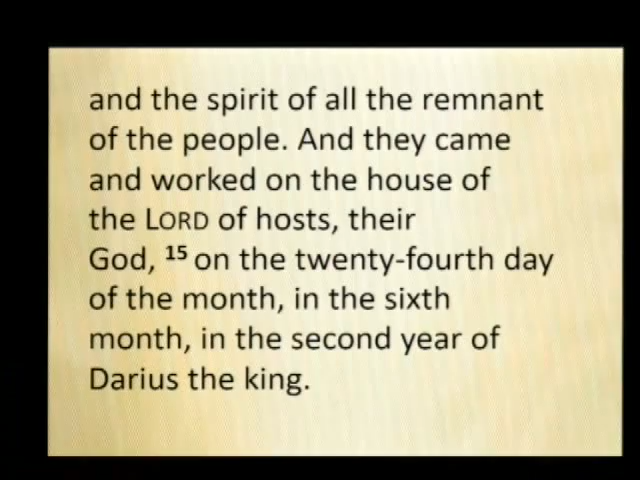 and the spirit of all the remnant
of the people. And they came
and worked on the house of
the LORD of hosts, their
God, 15 on the twenty-fourth day
of the month, in the sixth
month, in the second year of
Darius the king.